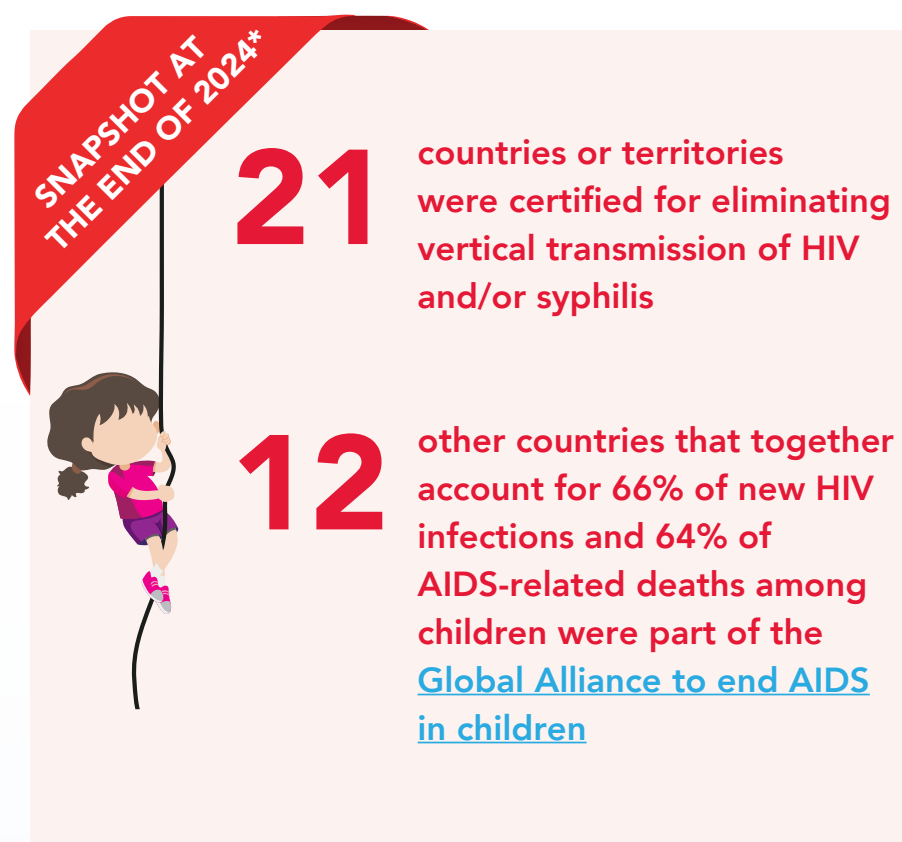 SNAPSHOT AT
THE END OF 2024*
21
countries or territories
were certified for eliminating
vertical transmission of HIV
and/or syphilis
12
other countries that together
account for 66% of new HIV
infections and 64% of
AIDS-related deaths among
children were part of the
Global Alliance to end AIDS
in children